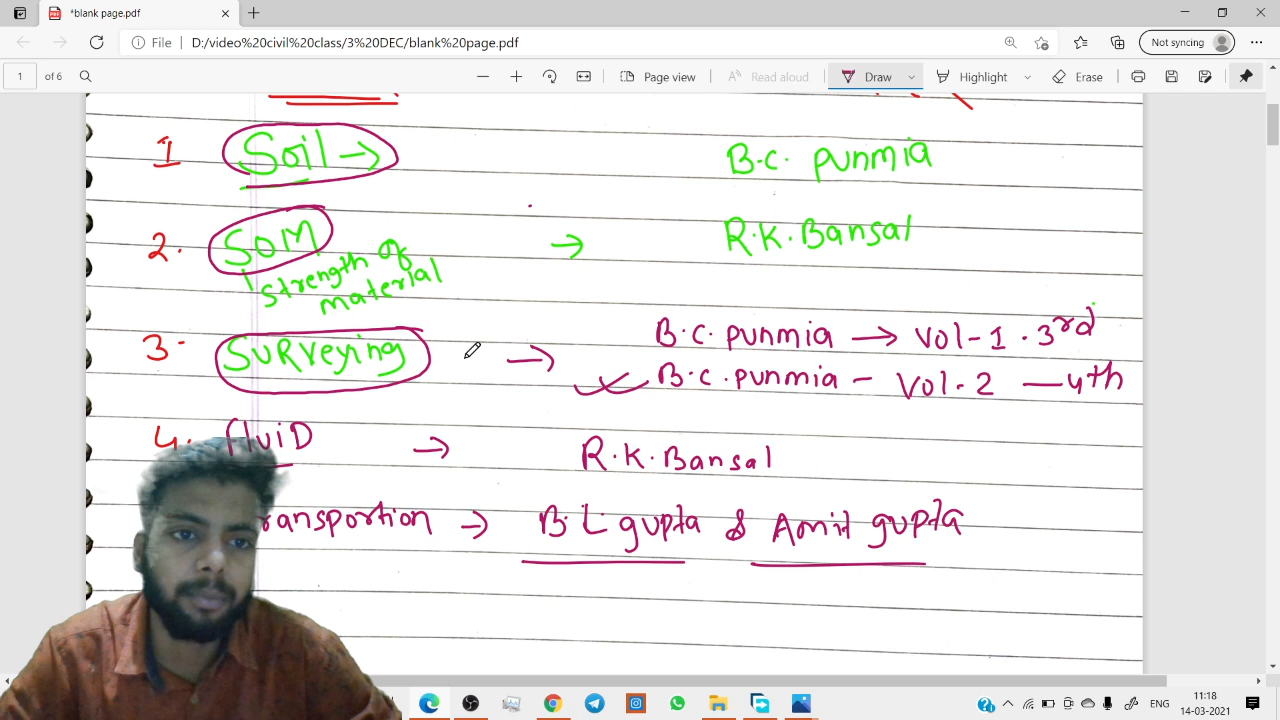 *blank page.pdf
File D:/video%20civil%20class/3%20DEC/blank%20page.pdf
Not syncing
1 of 6
Page view
Read aloud
Draw
Highlight
Erase
1 Soil → B.C. punmia
2. SOM → R.K.Bansal
strength of
material
3. Surveying → B.C.punmia → Vol-1.3rd
B.C.punmia - Vol.2 — 4th
4. fluiD → R.K.Bansal
ransportion → B.L gupta & Amit gupta
ENG
11:18
14-03-2021